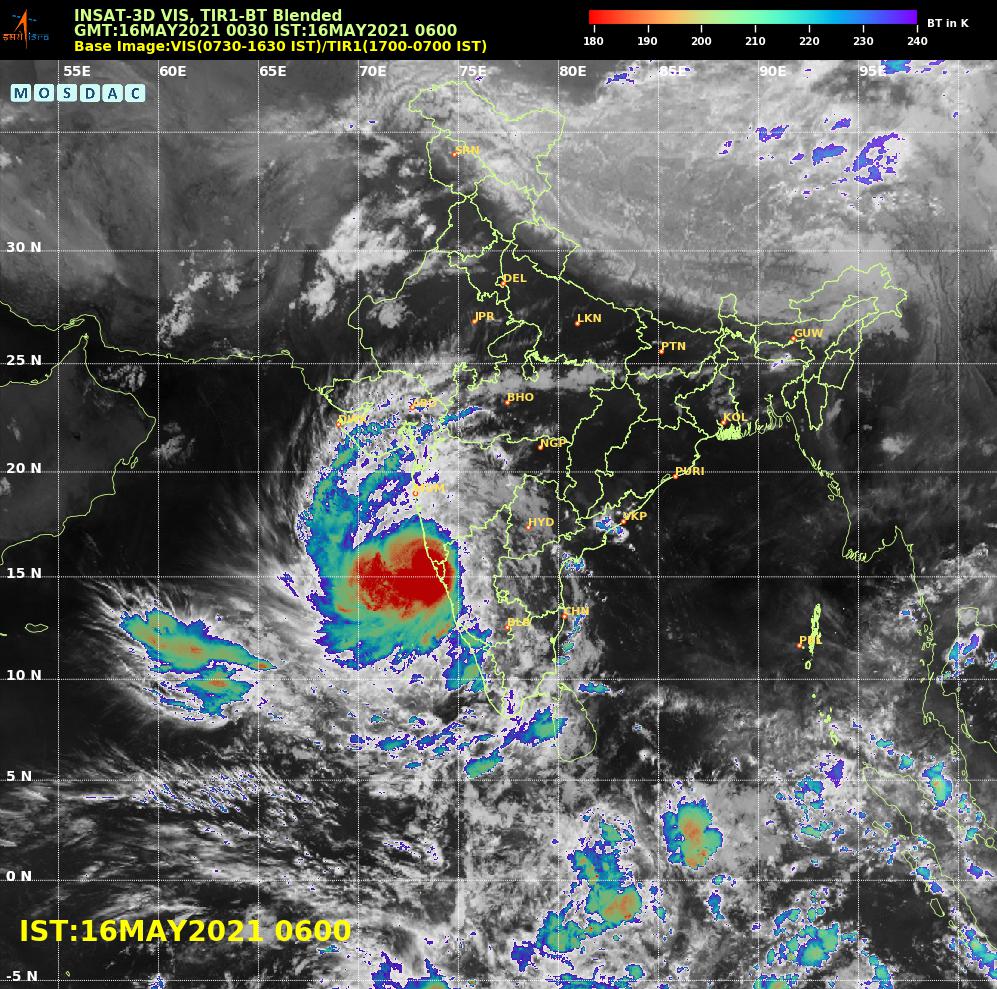 INSAT-3D VIS, TIR1-BT Blended
GMT:16MAY2021 0030 IST:16MAY2021 0600
Base Image:VIS(0730-1630 IST)/TIR1(1700-0700 IST)
BT in K
180 190 200 210 220 230 240
55E 60E 65E 70E 75E 80E 85E 90E 95E
MOSDAC
SRN
30 N
DEL
JPR LKN
GUW
PTN
25 N
BHO
KOL
NGP
20 N
PURI
HYD VKP
15 N
CHN
BLR
10 N
5 N
0 N
IST:16MAY2021 0600
-5 N